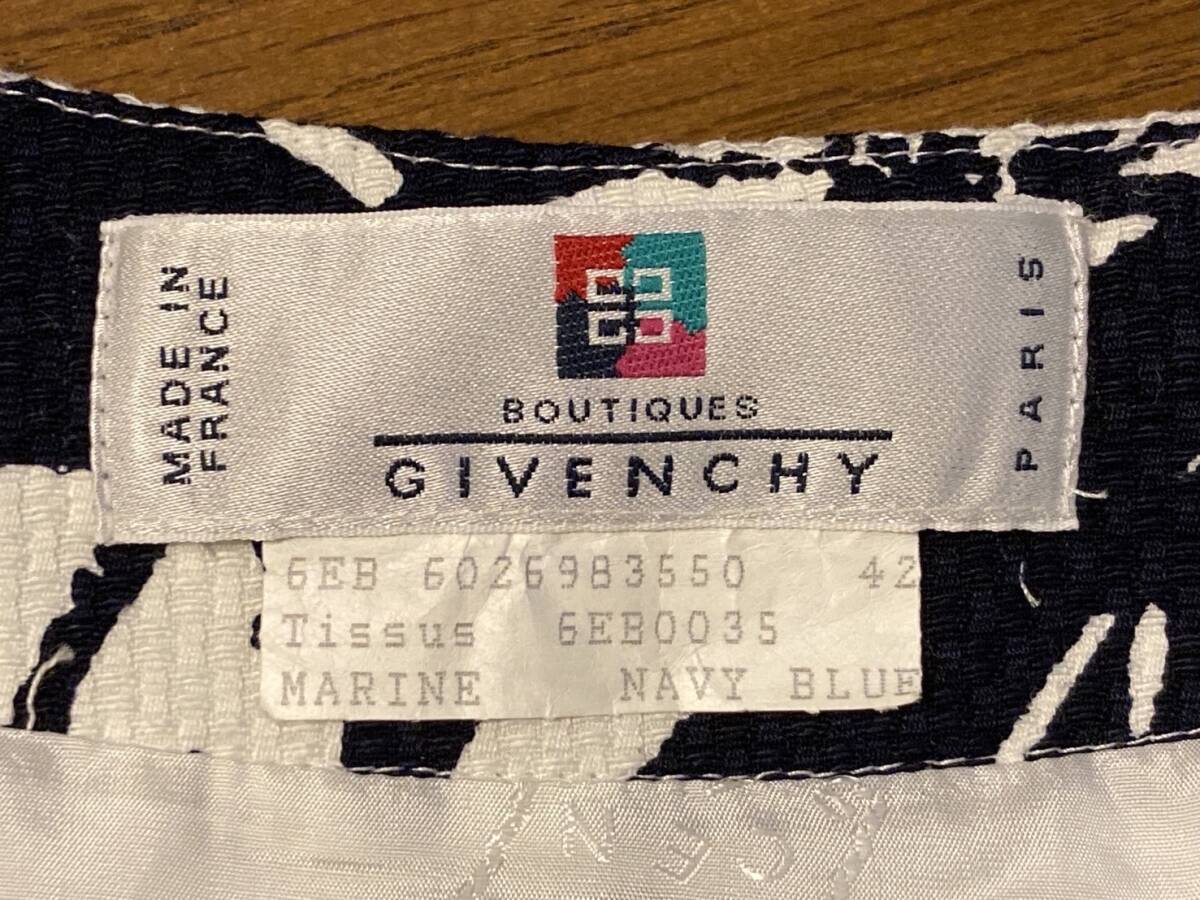 MADE IN
FRANCE
BOUTIQUES
GIVENCHY
PARIS
6EB 6026983550 42
Tissus 6EB0035
MARINE NAVY BLUE